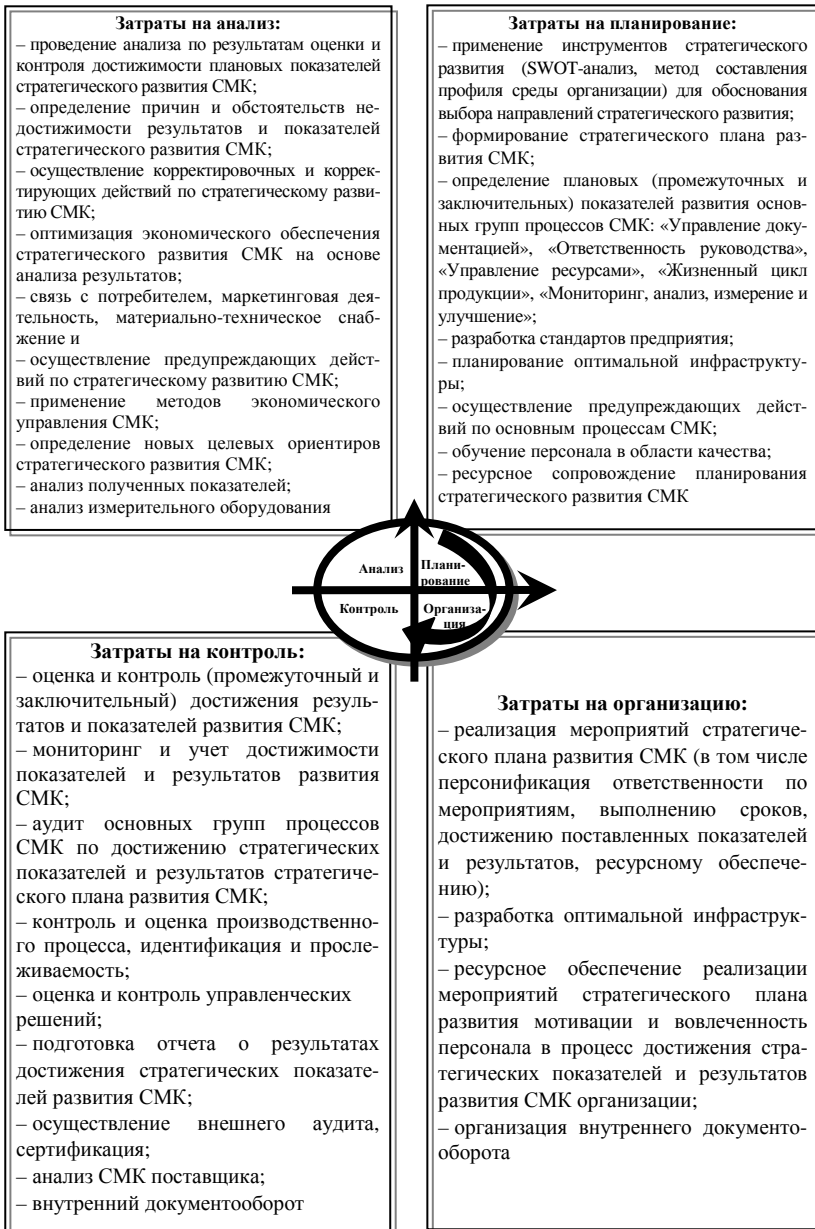 Затраты на анализ:
– проведение анализа по результатам оценки и
контроля достижимости плановых показателей
стратегического развития СМК;
– определение причин и обстоятельств не-
достижимости результатов и показателей
стратегического развития СМК;
– осуществление корректировочных и коррек-
тирующих действий по стратегическому разви-
тию СМК;
– оптимизация экономического обеспечения
стратегического развития СМК на основе
анализа результатов;
– связь с потребителем, маркетинговая дея-
тельность, материально-техническое снаб-
жение и
– осуществление предупреждающих дейст-
вий по стратегическому развитию СМК;
– применение методов экономического
управления СМК;
– определение новых целевых ориентиров
стратегического развития СМК;
– анализ полученных показателей;
– анализ измерительного оборудования
Затраты на планирование:
– применение инструментов стратегического
развития (SWOT-анализ, метод составления
профиля среды организации) для обоснования
выбора направлений стратегического развития;
– формирование стратегического плана раз-
вития СМК;
– определение плановых (промежуточных и
заключительных) показателей развития основ-
ных групп процессов СМК: «Управление доку-
ментацией», «Ответственность руководства»,
«Управление ресурсами», «Жизненный цикл
продукции», «Мониторинг, анализ, измерение и
улучшение»;
– разработка стандартов предприятия;
– планирование оптимальной инфраструкту-
ры;
– осуществление предупреждающих дейст-
вий по основным процессам СМК;
– обучение персонала в области качества;
– ресурсное сопровождение планирования
стратегического развития СМК
Анализ
Плани-
рование
Контроль
Организа-
ция
Затраты на контроль:
– оценка и контроль (промежуточный и
заключительный) достижения резуль-
татов и показателей развития СМК;
– мониторинг и учет достижимости
показателей и результатов развития
СМК;
– аудит основных групп процессов
СМК по достижению стратегических
показателей и результатов стратегиче-
ского плана развития СМК;
– контроль и оценка производственно-
го процесса, идентификация и просле-
живаемость;
– оценка и контроль управленческих
решений;
– подготовка отчета о результатах
достижения стратегических показате-
лей развития СМК;
– осуществление внешнего аудита,
сертификация;
– анализ СМК поставщика;
– внутренний документооборот
Затраты на организацию:
– реализация мероприятий стратегиче-
ского плана развития СМК (в том числе
персонификация ответственности по
мероприятиям, выполнению сроков,
достижению поставленных показателей
и результатов, ресурсному обеспече-
нию);
– разработка оптимальной инфраструк-
туры;
– ресурсное обеспечение реализации
мероприятий стратегического плана
развития мотивации и вовлеченность
персонала в процесс достижения стра-
тегических показателей и результатов
развития СМК организации;
– организация внутреннего документо-
оборота